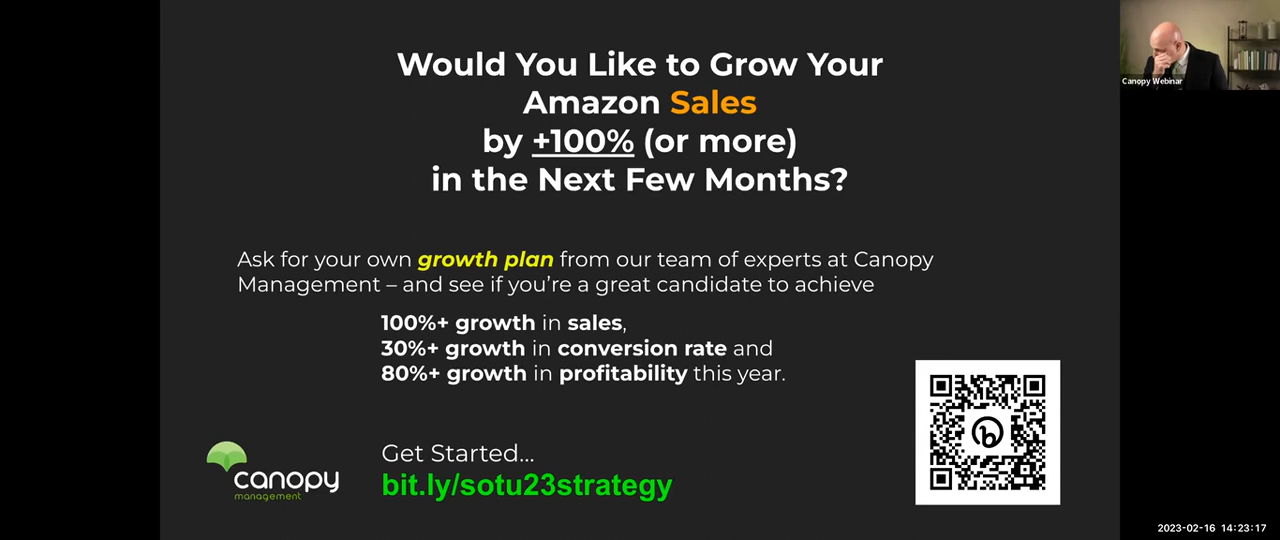 Would You Like to Grow Your
Amazon Sales
by +100% (or more)
in the Next Few Months?
Canopy Webinar
Ask for your own growth plan from our team of experts at Canopy
Management – and see if you’re a great candidate to achieve
100%+ growth in sales,
30%+ growth in conversion rate and
80%+ growth in profitability this year.
Get Started...
bit.ly/sotu23strategy
canopy
management
b
2023-02-16 14:23:17